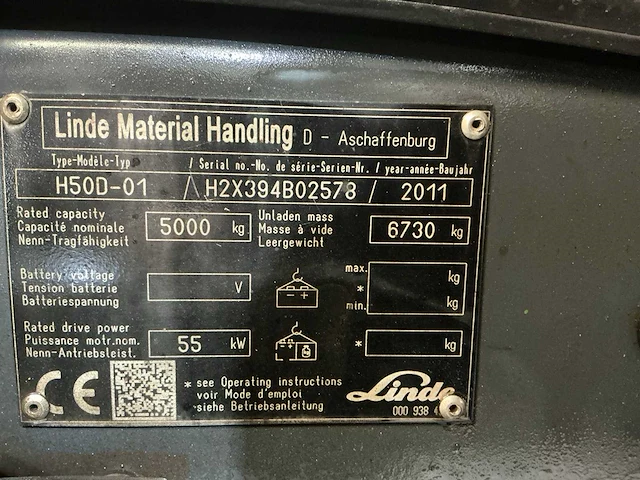 Linde Material Handling D - Aschaffenburg
Type-Modèle-Typ / Serial no.-No. de série-Serien-Nr. / year-année-Baujahr
H50D-01 / H2X394B02578 / 2011
Rated capacity
Capacité nominale
Nenn-Tragfähigkeit
5000 kg
Unladen mass
Masse à vide
Leergewicht
6730 kg
Battery voltage
Tension batterie
Batteriespannung
V
max. kg
*
min. kg
Rated drive power
Puissance motr.nom.
Nenn-Antriebsleist.
55 kW
* kg
CE
* see Operating instructions
voir Mode d'emploi
siehe Betriebsanleitung
Linde
000 938